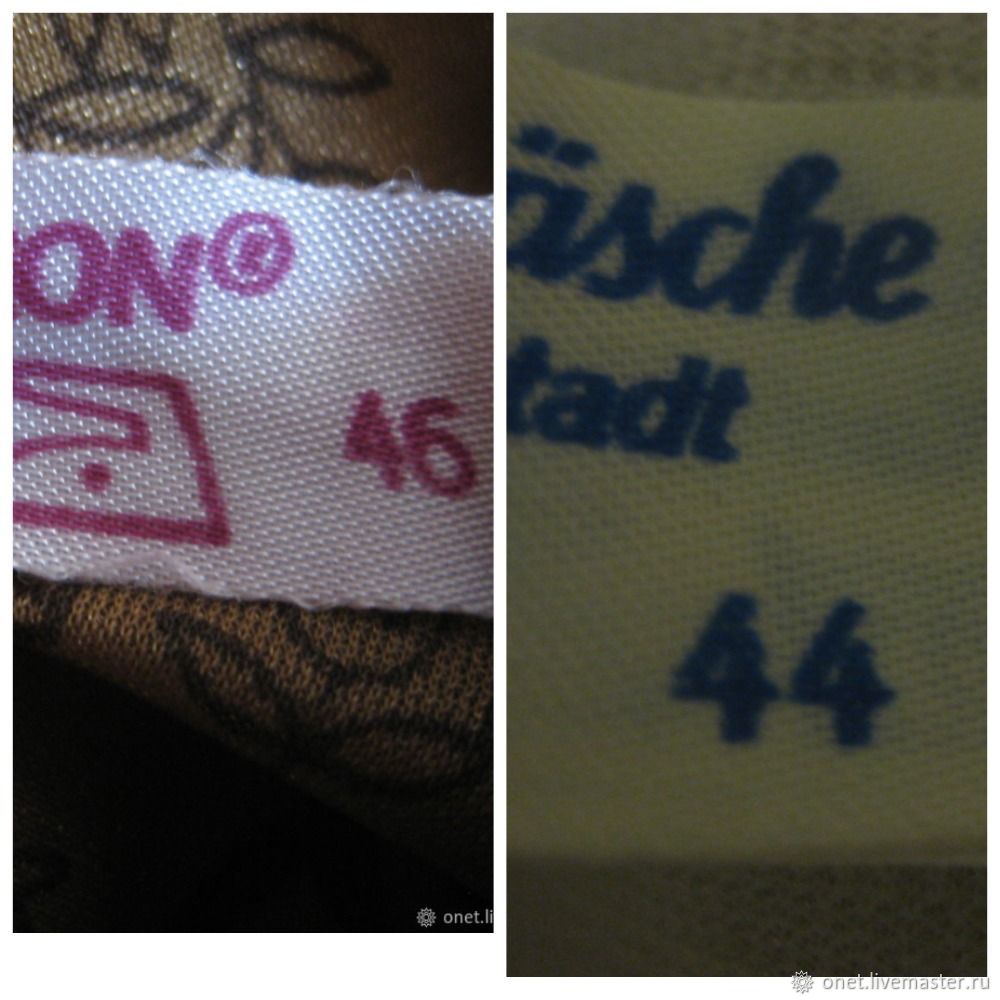 ON®
46
onet.li
äsche
tadt
44
onet.livemaster.ru